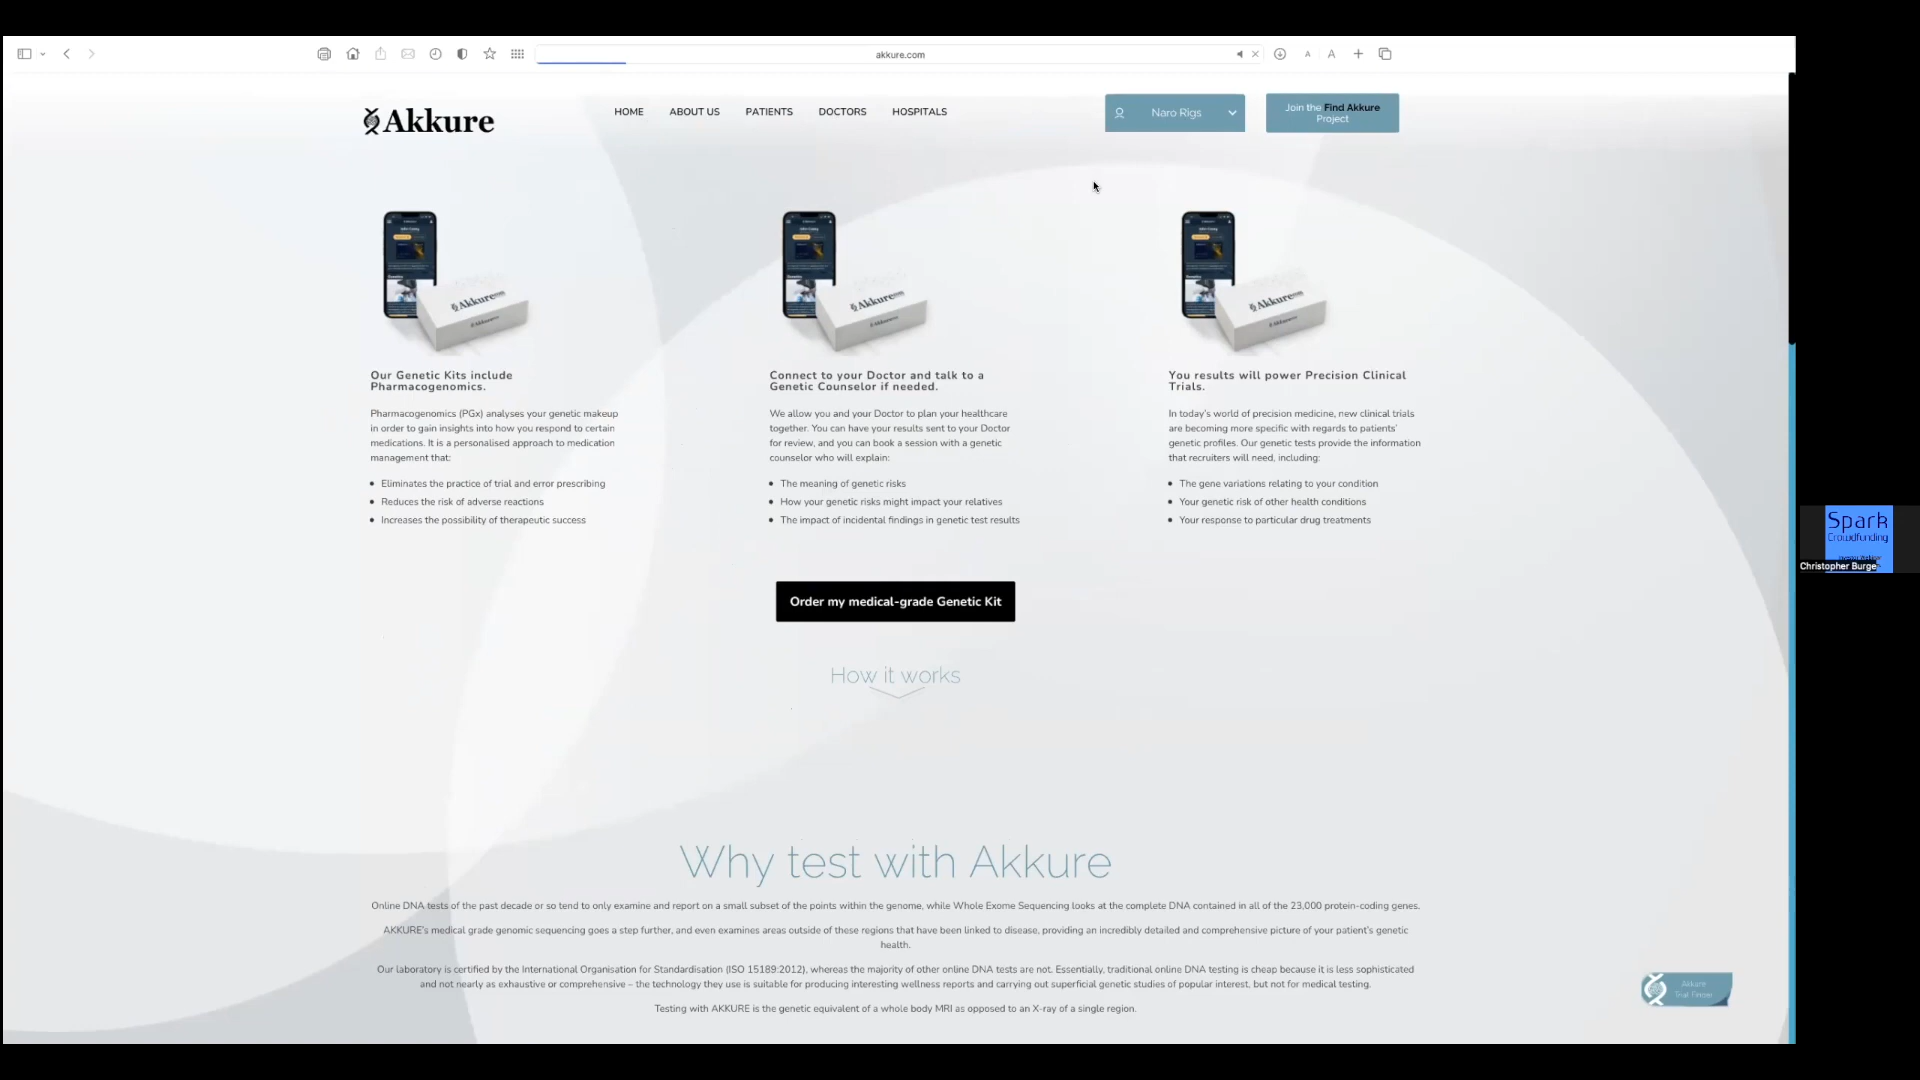 akkure.com
Akkure
HOME
ABOUT US
PATIENTS
DOCTORS
HOSPITALS
Naro Rigs
Join the Find Akkure
Project
Akkure
Akkure
Akkure
Our Genetic Kits include
Pharmacogenomics.
Pharmacogenomics (PGx) analyses your genetic makeup
in order to gain insights into how you respond to certain
medications. It is a personalised approach to medication
management that:
Eliminates the practice of trial and error prescribing
Reduces the risk of adverse reactions
Increases the possibility of therapeutic success
Connect to your Doctor and talk to a
Genetic Counselor if needed.
We allow you and your Doctor to plan your healthcare
together. You can have your results sent to your Doctor
for review, and you can book a session with a genetic
counselor who will explain:
The meaning of genetic risks
How your genetic risks might impact your relatives
The impact of incidental findings in genetic test results
You results will power Precision Clinical
Trials.
In today's world of precision medicine, new clinical trials
are becoming more specific with regards to patients'
genetic profiles. Our genetic tests provide the information
that recruiters will need, including:
The gene variations relating to your condition
Your genetic risk of other health conditions
Your response to particular drug treatments
Order my medical-grade Genetic Kit
How it works
Why test with Akkure
Online DNA tests of the past decade or so tend to only examine and report on a small subset of the points within the genome, while Whole Exome Sequencing looks at the complete DNA contained in all of the 23,000 protein-coding genes.
AKKURE's medical grade genomic sequencing goes a step further, and even examines areas outside of these regions that have been linked to disease, providing an incredibly detailed and comprehensive picture of your patient's genetic
health.
Our laboratory is certified by the International Organisation for Standardisation (ISO 15189:2012), whereas the majority of other online DNA tests are not. Essentially, traditional online DNA testing is cheap because it is less sophisticated
and not nearly as exhaustive or comprehensive – the technology they use is suitable for producing interesting wellness reports and carrying out superficial genetic studies of popular interest, but not for medical testing.
Testing with AKKURE is the genetic equivalent of a whole body MRI as opposed to an X-ray of a single region.
Akkure
Trial Finder
Spark
Crowdfunding
Christopher Burge